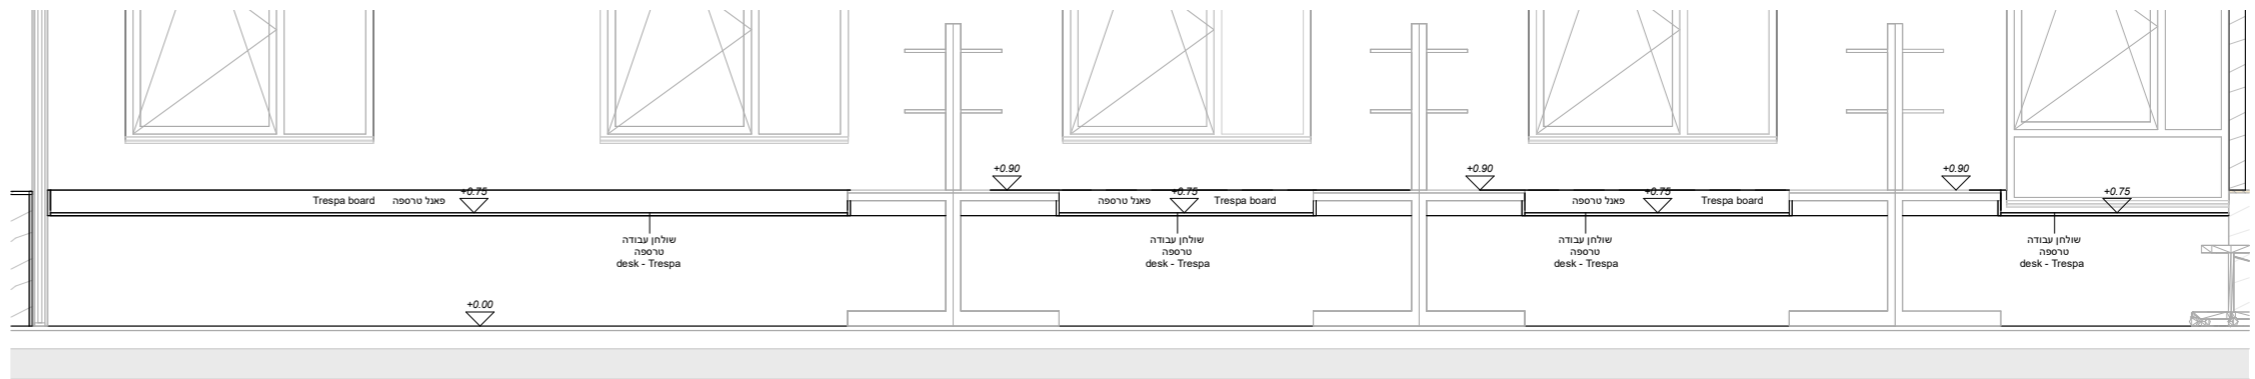 +0.90
+0.90
+0.90
+0.75
+0.75
+0.75
+0.75
Trespa board
פאנל טרספה
פאנל טרספה
Trespa board
פאנל טרספה
Trespa board
שולחן עבודה
טרספה
desk - Trespa
שולחן עבודה
טרספה
desk - Trespa
שולחן עבודה
טרספה
desk - Trespa
שולחן עבודה
טרספה
desk - Trespa
+0.00